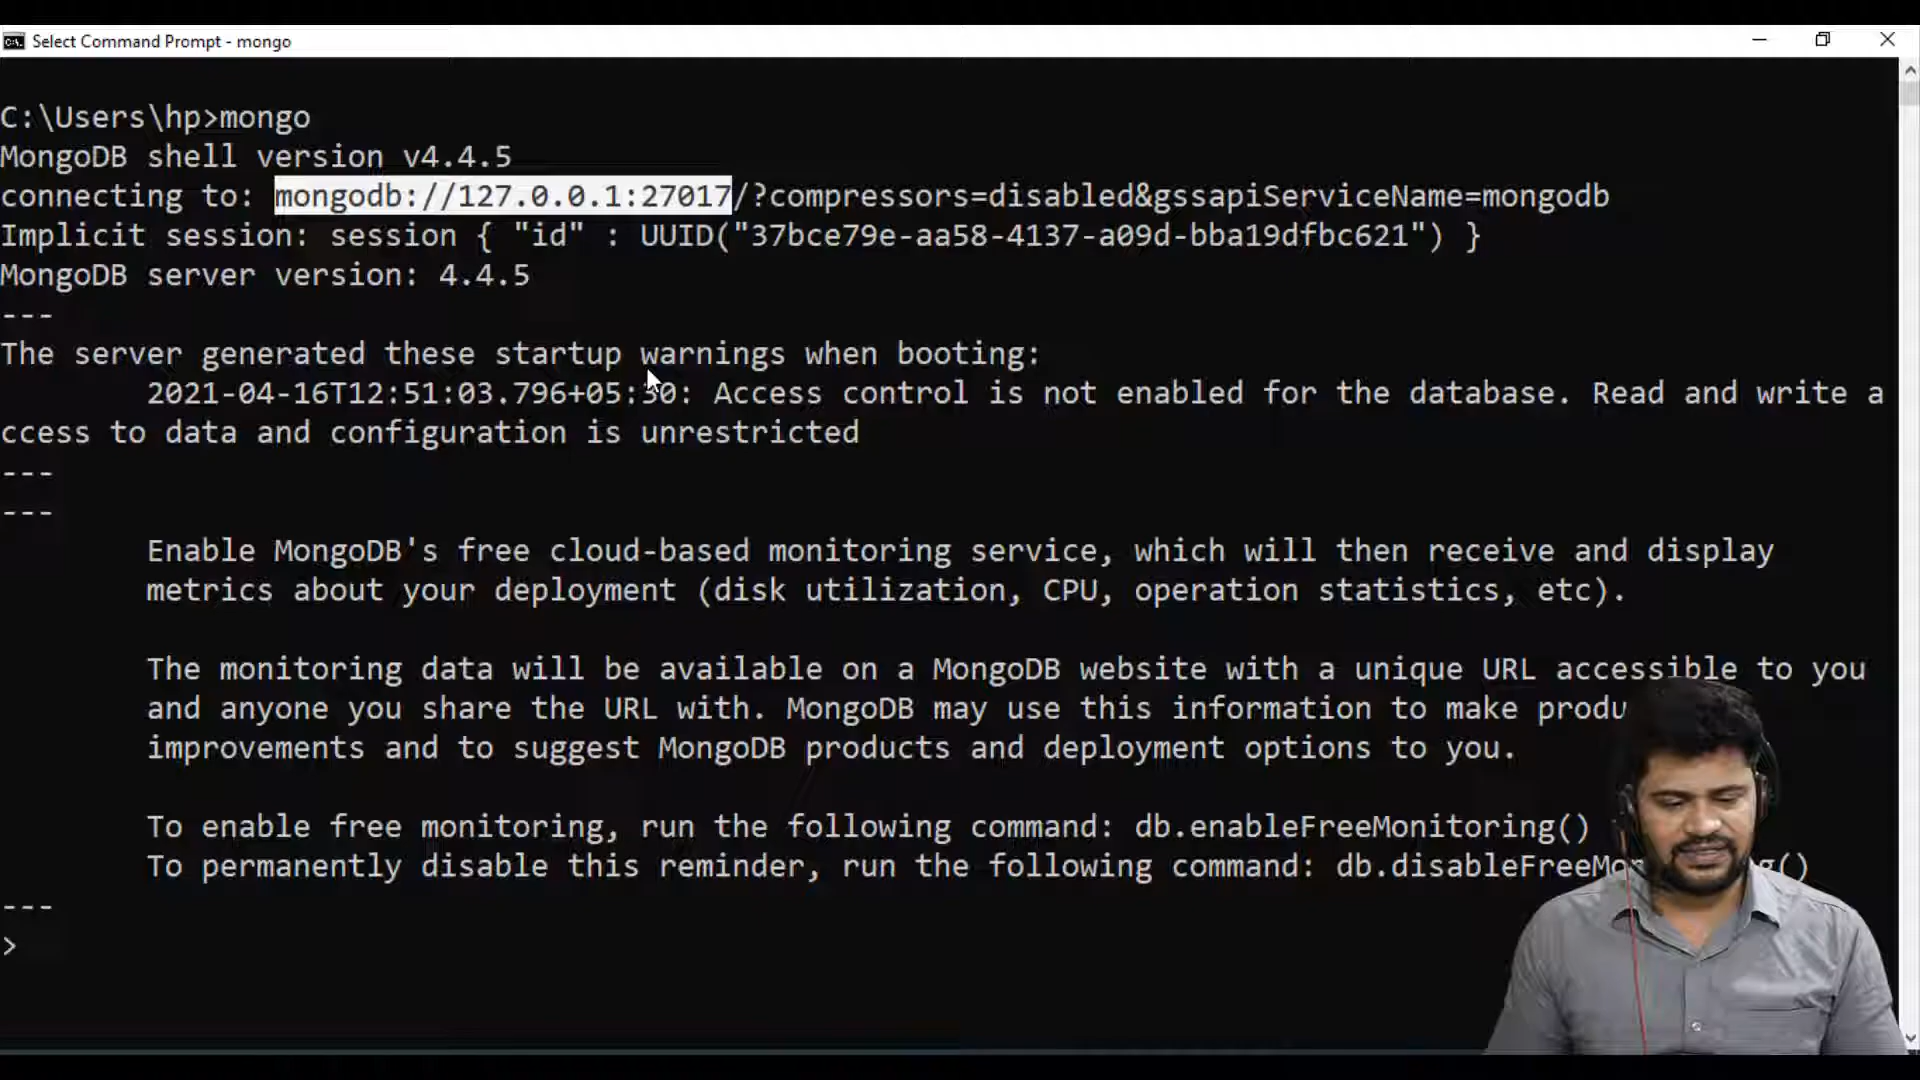 Select Command Prompt - mongo
C:\Users\hp>mongo
MongoDB shell version v4.4.5
connecting to: mongodb://127.0.0.1:27017/?compressors=disabled&gssapiServiceName=mongodb
Implicit session: session { "id" : UUID("37bce79e-aa58-4137-a09d-bba19dfbc621") }
MongoDB server version: 4.4.5
---
The server generated these startup warnings when booting:
2021-04-16T12:51:03.796+05:30: Access control is not enabled for the database. Read and write a
ccess to data and configuration is unrestricted
---
---
Enable MongoDB's free cloud-based monitoring service, which will then receive and display
metrics about your deployment (disk utilization, CPU, operation statistics, etc).
The monitoring data will be available on a MongoDB website with a unique URL accessible to you
and anyone you share the URL with. MongoDB may use this information to make produ
improvements and to suggest MongoDB products and deployment options to you.
To enable free monitoring, run the following command: db.enableFreeMonitoring()
To permanently disable this reminder, run the following command: db.disableFreeMo g()
---
>